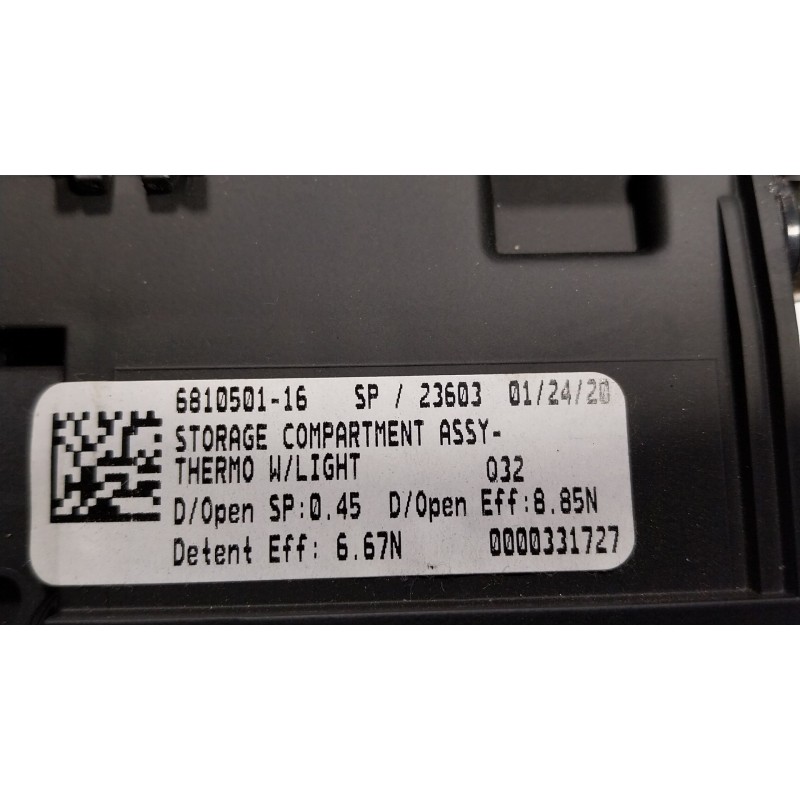 6810501-16 SP / 23603 01/24/20
STORAGE COMPARTMENT ASSY-
THERMO W/LIGHT Q32
D/Open SP:0.45 D/Open Eff:8.85N
Detent Eff: 6.67N 0000331727